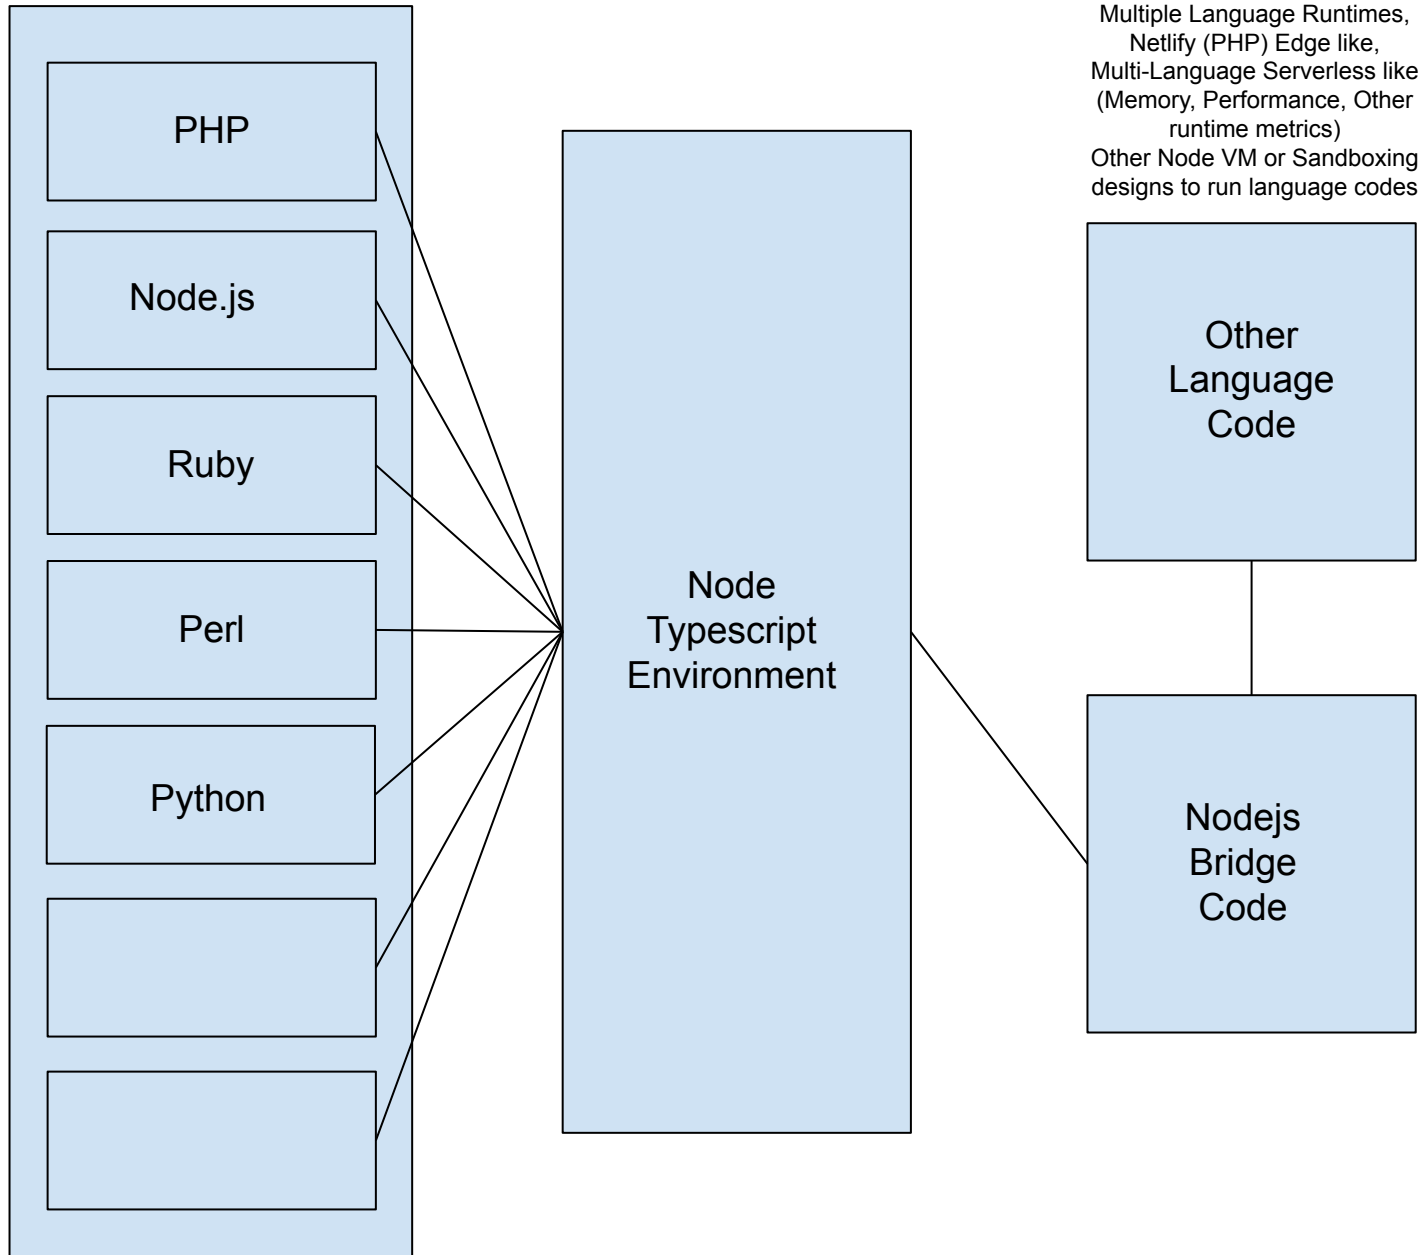 PHP
Node.js
Ruby
Perl
Python
Node
Typescript
Environment
Multiple Language Runtimes,
Netlify (PHP) Edge like,
Multi-Language Serverless like
(Memory, Performance, Other
runtime metrics)
Other Node VM or Sandboxing
designs to run language codes
Other
Language
Code
Nodejs
Bridge
Code